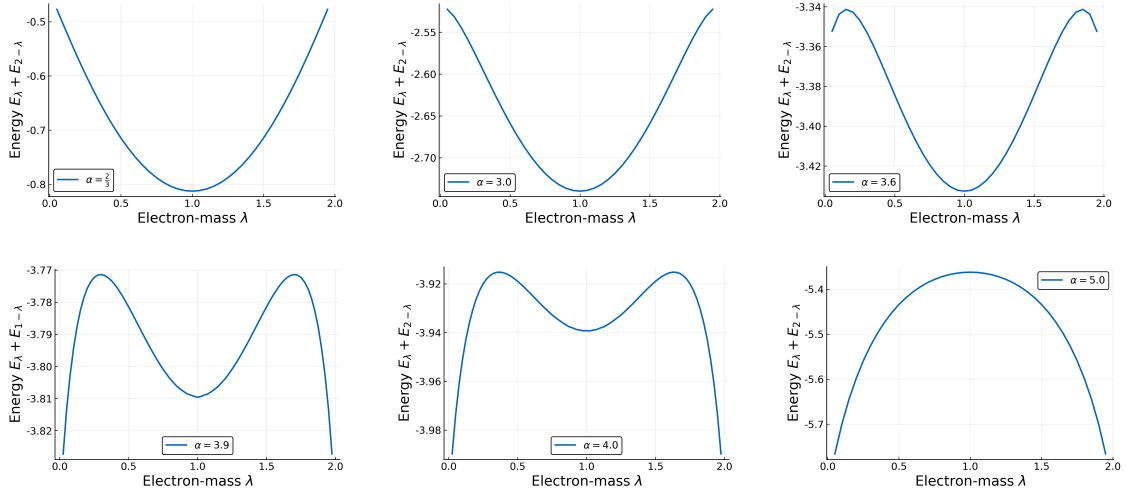 Energy E_λ + E_{2−λ}
-0.5
-0.6
-0.7
-0.8
α = 2/3
0.0 0.5 1.0 1.5 2.0
Electron-mass λ
Energy E_λ + E_{2−λ}
-2.55
-2.60
-2.65
-2.70
α = 3.0
0.0 0.5 1.0 1.5 2.0
Electron-mass λ
Energy E_λ + E_{2−λ}
-3.34
-3.36
-3.38
-3.40
-3.42
α = 3.6
0.0 0.5 1.0 1.5 2.0
Electron-mass λ
Energy E_λ + E_{1−λ}
-3.77
-3.78
-3.79
-3.80
-3.81
-3.82
α = 3.9
0.0 0.5 1.0 1.5 2.0
Electron-mass λ
Energy E_λ + E_{2−λ}
-3.92
-3.94
-3.96
-3.98
α = 4.0
0.0 0.5 1.0 1.5 2.0
Electron-mass λ
Energy E_λ + E_{2−λ}
-5.4
-5.5
-5.6
-5.7
α = 5.0
0.0 0.5 1.0 1.5 2.0
Electron-mass λ